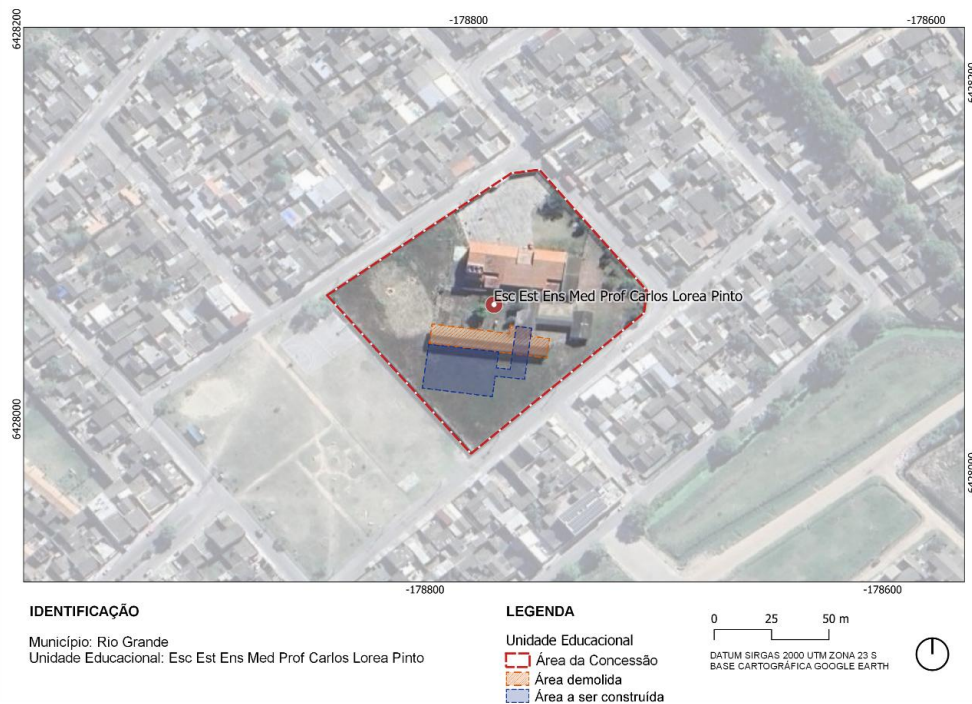 -178800
-178600
6428200
6428200
Esc Est Ens Med Prof Carlos Lorea Pinto
6428000
6428000
-178800
-178600
IDENTIFICAÇÃO
Município: Rio Grande
Unidade Educacional: Esc Est Ens Med Prof Carlos Lorea Pinto
LEGENDA
Unidade Educacional
Área da Concessão
Área demolida
Área a ser construída
0 25 50 m
DATUM SIRGAS 2000 UTM ZONA 23 S
BASE CARTOGRÁFICA GOOGLE EARTH